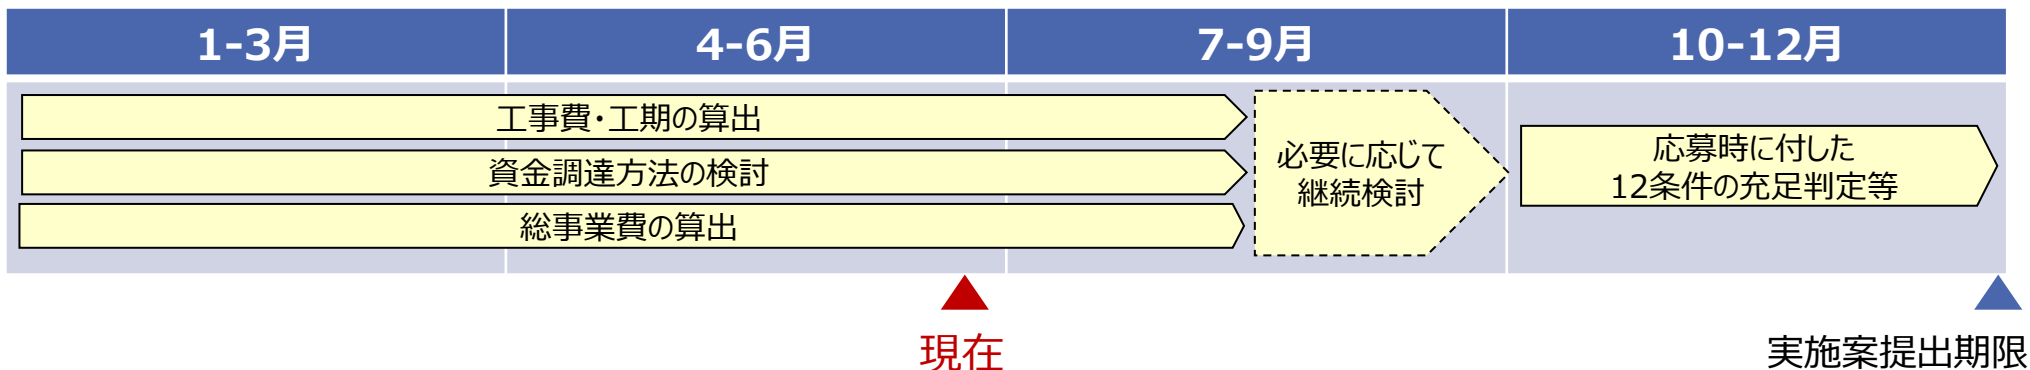 1-3月
4-6月
7-9月
10-12月
工事費・工期の算出
資金調達方法の検討
総事業費の算出
必要に応じて
継続検討
応募時に付した
12条件の充足判定等
現在
実施案提出期限